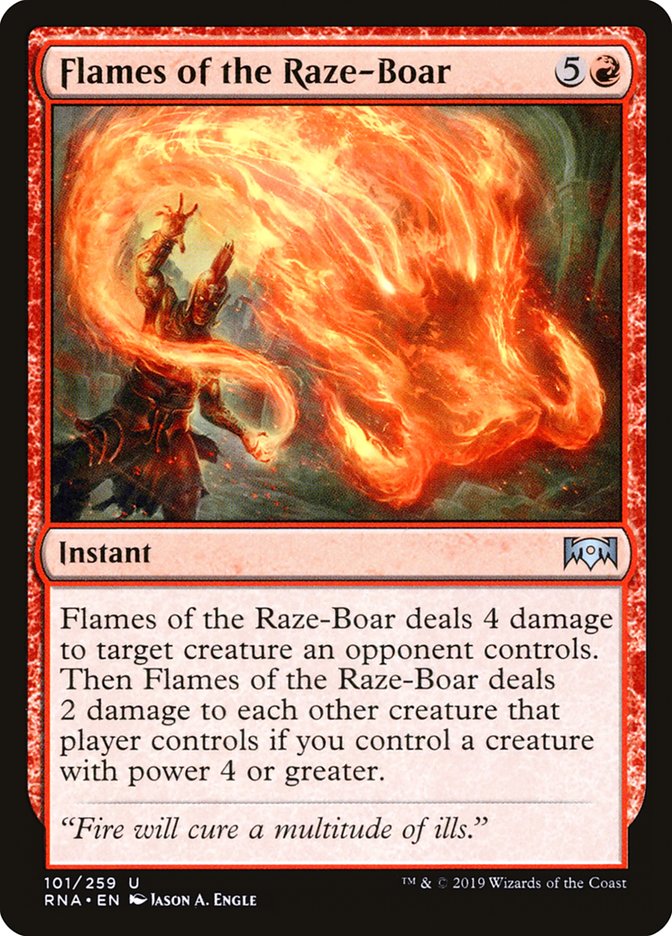 Flames of the Raze-Boar 5
Instant
Flames of the Raze-Boar deals 4 damage
to target creature an opponent controls.
Then Flames of the Raze-Boar deals
2 damage to each other creature that
player controls if you control a creature
with power 4 or greater.
“Fire will cure a multitude of ills.”
101/259 U
RNA • EN Jason A. Engle
™ & © 2019 Wizards of the Coast